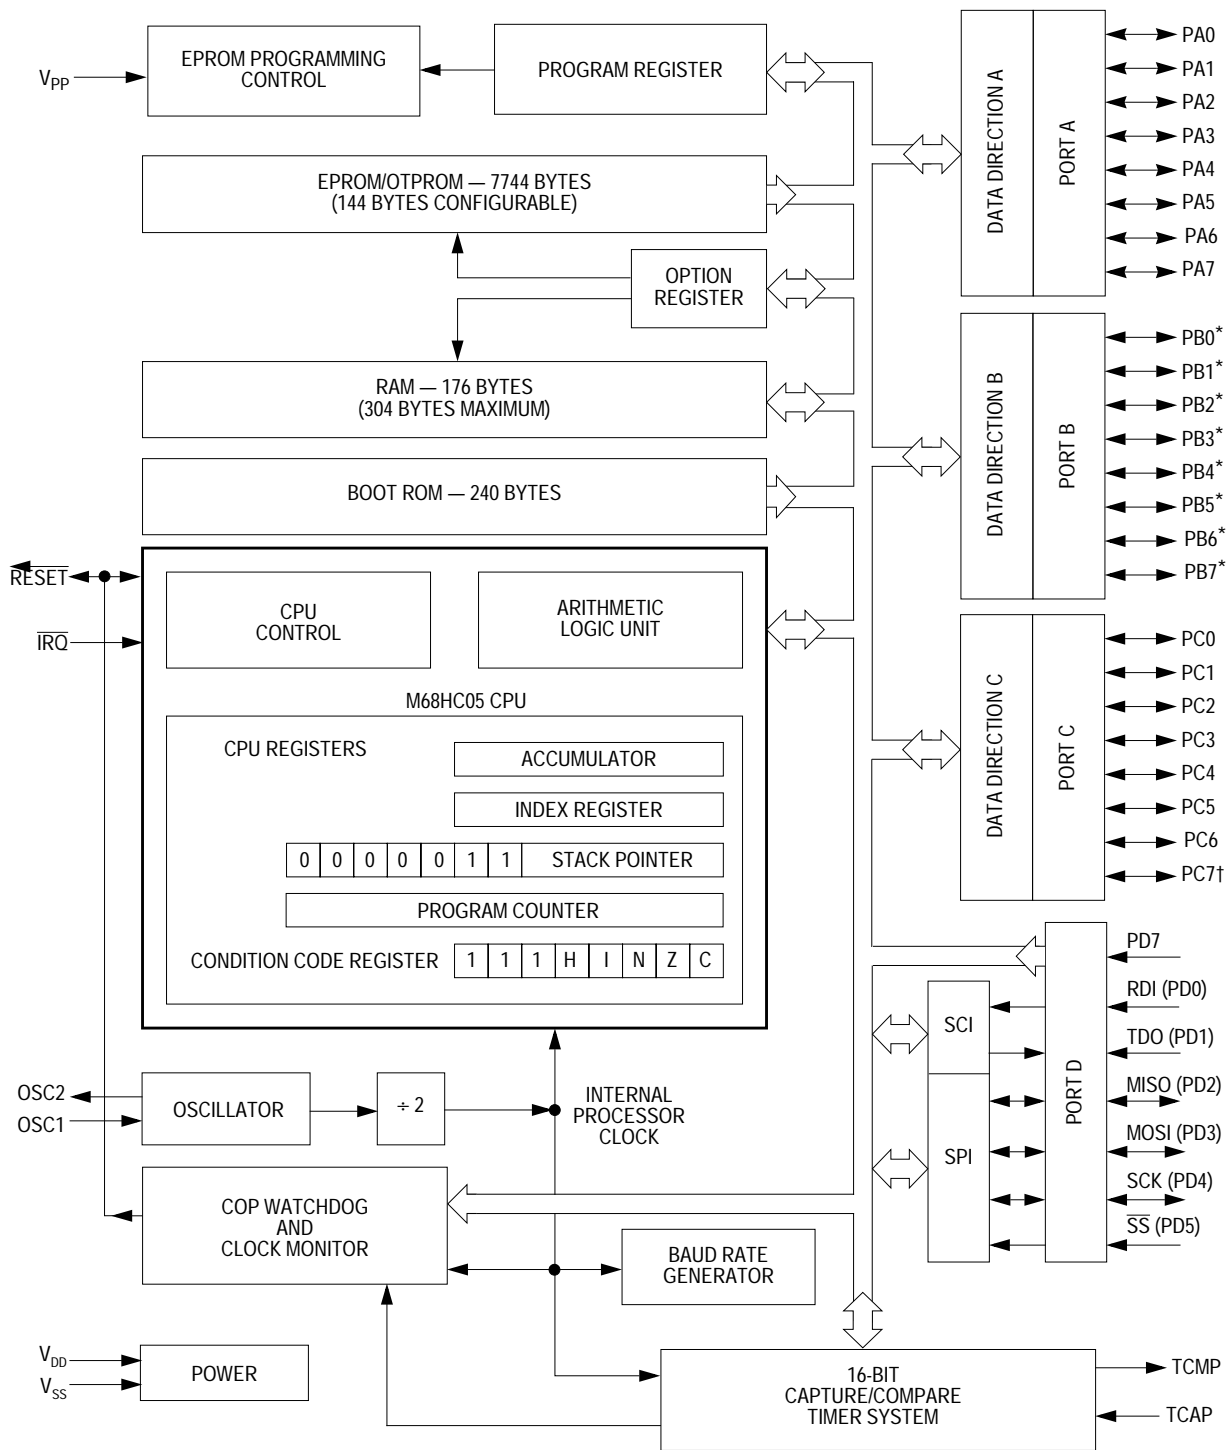 V_PP
EPROM PROGRAMMING
CONTROL
PROGRAM REGISTER
EPROM/OTPROM — 7744 BYTES
(144 BYTES CONFIGURABLE)
OPTION
REGISTER
RAM — 176 BYTES
(304 BYTES MAXIMUM)
BOOT ROM — 240 BYTES
RESET
IRQ
CPU
CONTROL
ARITHMETIC
LOGIC UNIT
M68HC05 CPU
CPU REGISTERS
ACCUMULATOR
INDEX REGISTER
0 0 0 0 0 1 1 STACK POINTER
PROGRAM COUNTER
CONDITION CODE REGISTER 1 1 1 H I N Z C
OSC2
OSC1
OSCILLATOR
÷ 2
INTERNAL
PROCESSOR
CLOCK
COP WATCHDOG
AND
CLOCK MONITOR
BAUD RATE
GENERATOR
V_DD
V_SS
POWER
16-BIT
CAPTURE/COMPARE
TIMER SYSTEM
TCMP
TCAP
DATA DIRECTION A
PORT A
PA0
PA1
PA2
PA3
PA4
PA5
PA6
PA7
DATA DIRECTION B
PORT B
PB0*
PB1*
PB2*
PB3*
PB4*
PB5*
PB6*
PB7*
DATA DIRECTION C
PORT C
PC0
PC1
PC2
PC3
PC4
PC5
PC6
PC7†
SCI
SPI
PORT D
PD7
RDI (PD0)
TDO (PD1)
MISO (PD2)
MOSI (PD3)
SCK (PD4)
SS (PD5)